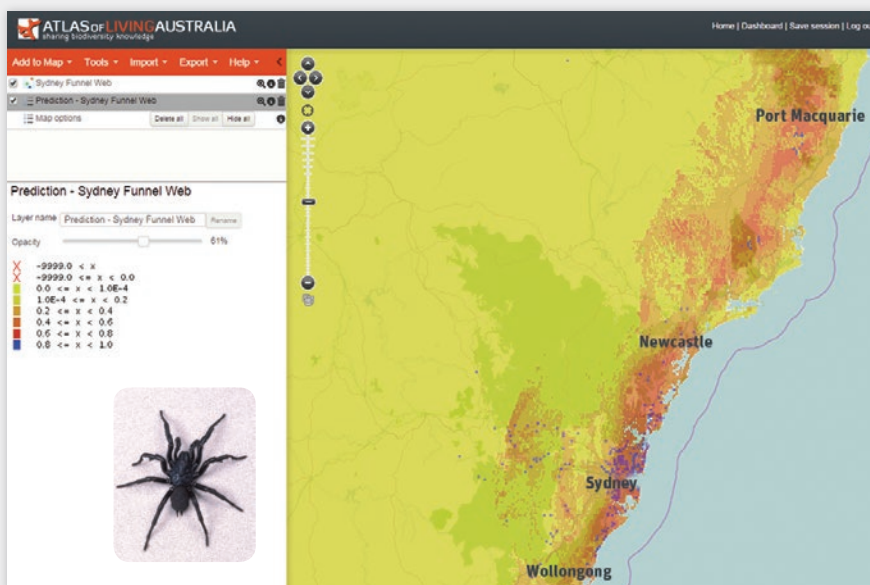 ATLAS OF LIVING AUSTRALIA
sharing biodiversity knowledge
Home | Dashboard | Save session | Log ou
Add to Map Tools Import Export Help
Sydney Funnel Web
Prediction - Sydney Funnel Web
Map options Delete all Show all Hide all
Prediction - Sydney Funnel Web
Layer name Prediction - Sydney Funnel Web Rename
Opacity 61%
-9999.0 < x
-9999.0 <= x < 0.0
0.0 <= x < 1.0E-4
1.0E-4 <= x < 0.2
0.2 <= x < 0.4
0.4 <= x < 0.6
0.6 <= x < 0.8
0.8 <= x < 1.0
Port Macquarie
Newcastle
Sydney
Wollongong